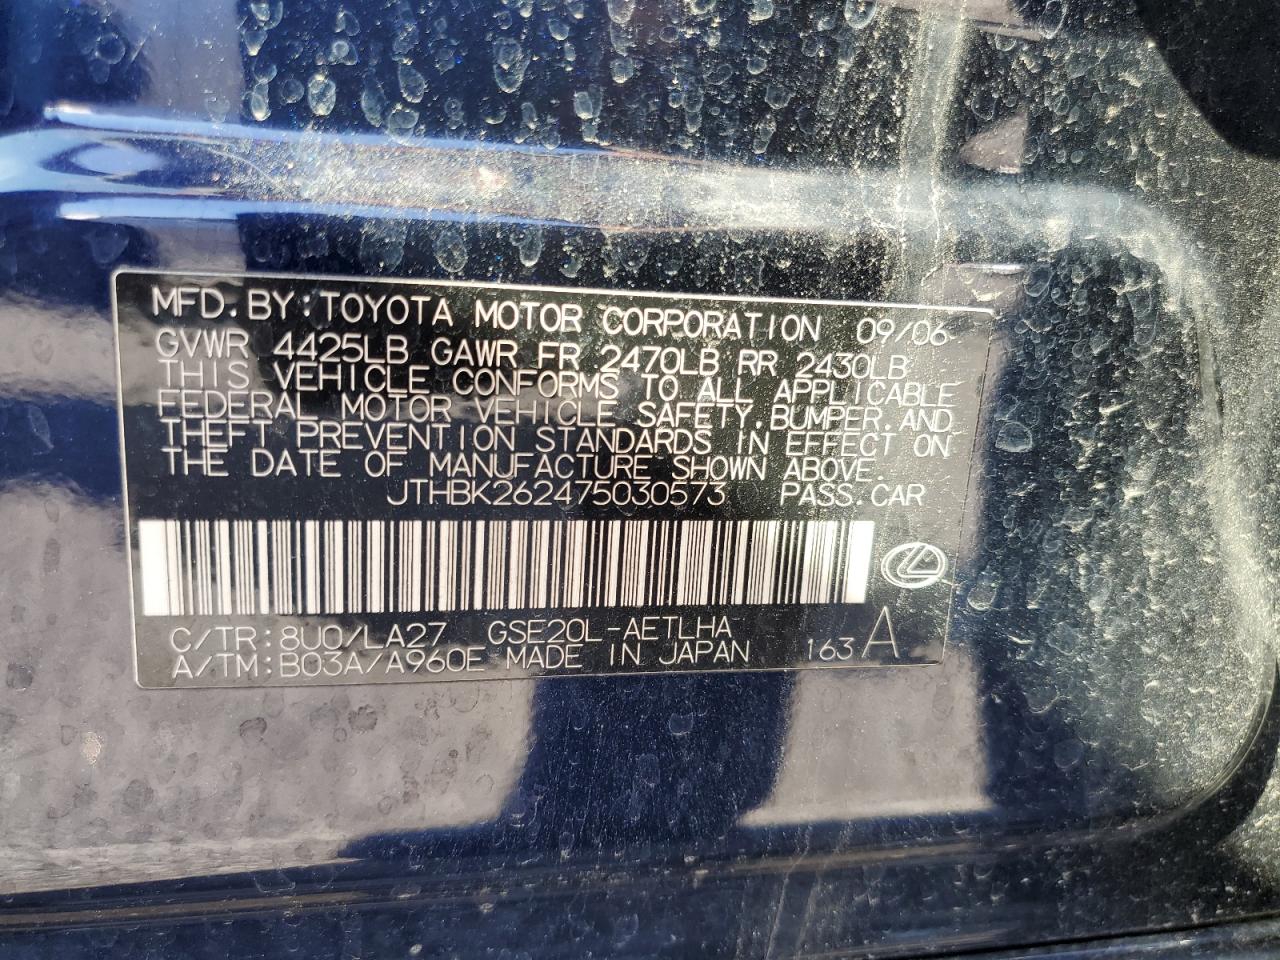 MFD. BY: TOYOTA MOTOR CORPORATION 09/06
GVWR 4425LB GAWR FR 2470LB RR 2430LB
THIS VEHICLE CONFORMS TO ALL APPLICABLE
FEDERAL MOTOR VEHICLE SAFETY, BUMPER, AND
THEFT PREVENTION STANDARDS IN EFFECT ON
THE DATE OF MANUFACTURE SHOWN ABOVE.
JTHBK262475030573 PASS. CAR
C/TR: 8U0/LA27 GSE20L-AETLHA
A/TM: B03A/A960E MADE IN JAPAN 163 A